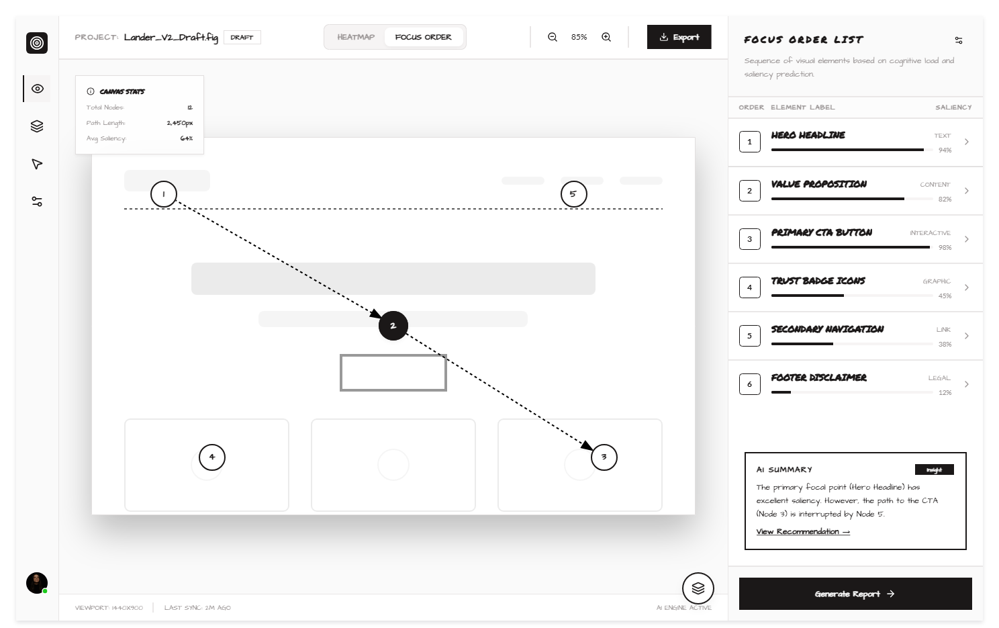 PROJECT: Lander_V2_Draft.fig DRAFT
HEATMAP FOCUS ORDER
85%
Export
CANVAS STATS
Total Nodes: 12
Path Length: 2,450px
Avg Saliency: 64%
1
5
2
4
3
VIEWPORT: 1440X900 LAST SYNC: 2M AGO
AI ENGINE ACTIVE
FOCUS ORDER LIST
Sequence of visual elements based on cognitive load and
saliency prediction.
ORDER ELEMENT LABEL SALIENCY
1 HERO HEADLINE TEXT
94%
2 VALUE PROPOSITION CONTENT
82%
3 PRIMARY CTA BUTTON INTERACTIVE
98%
4 TRUST BADGE ICONS GRAPHIC
45%
5 SECONDARY NAVIGATION LINK
38%
6 FOOTER DISCLAIMER LEGAL
12%
AI SUMMARY Insight
The primary focal point (Hero Headline) has
excellent saliency. However, the path to the CTA
(Node 3) is interrupted by Node 5.
View Recommendation →
Generate Report →